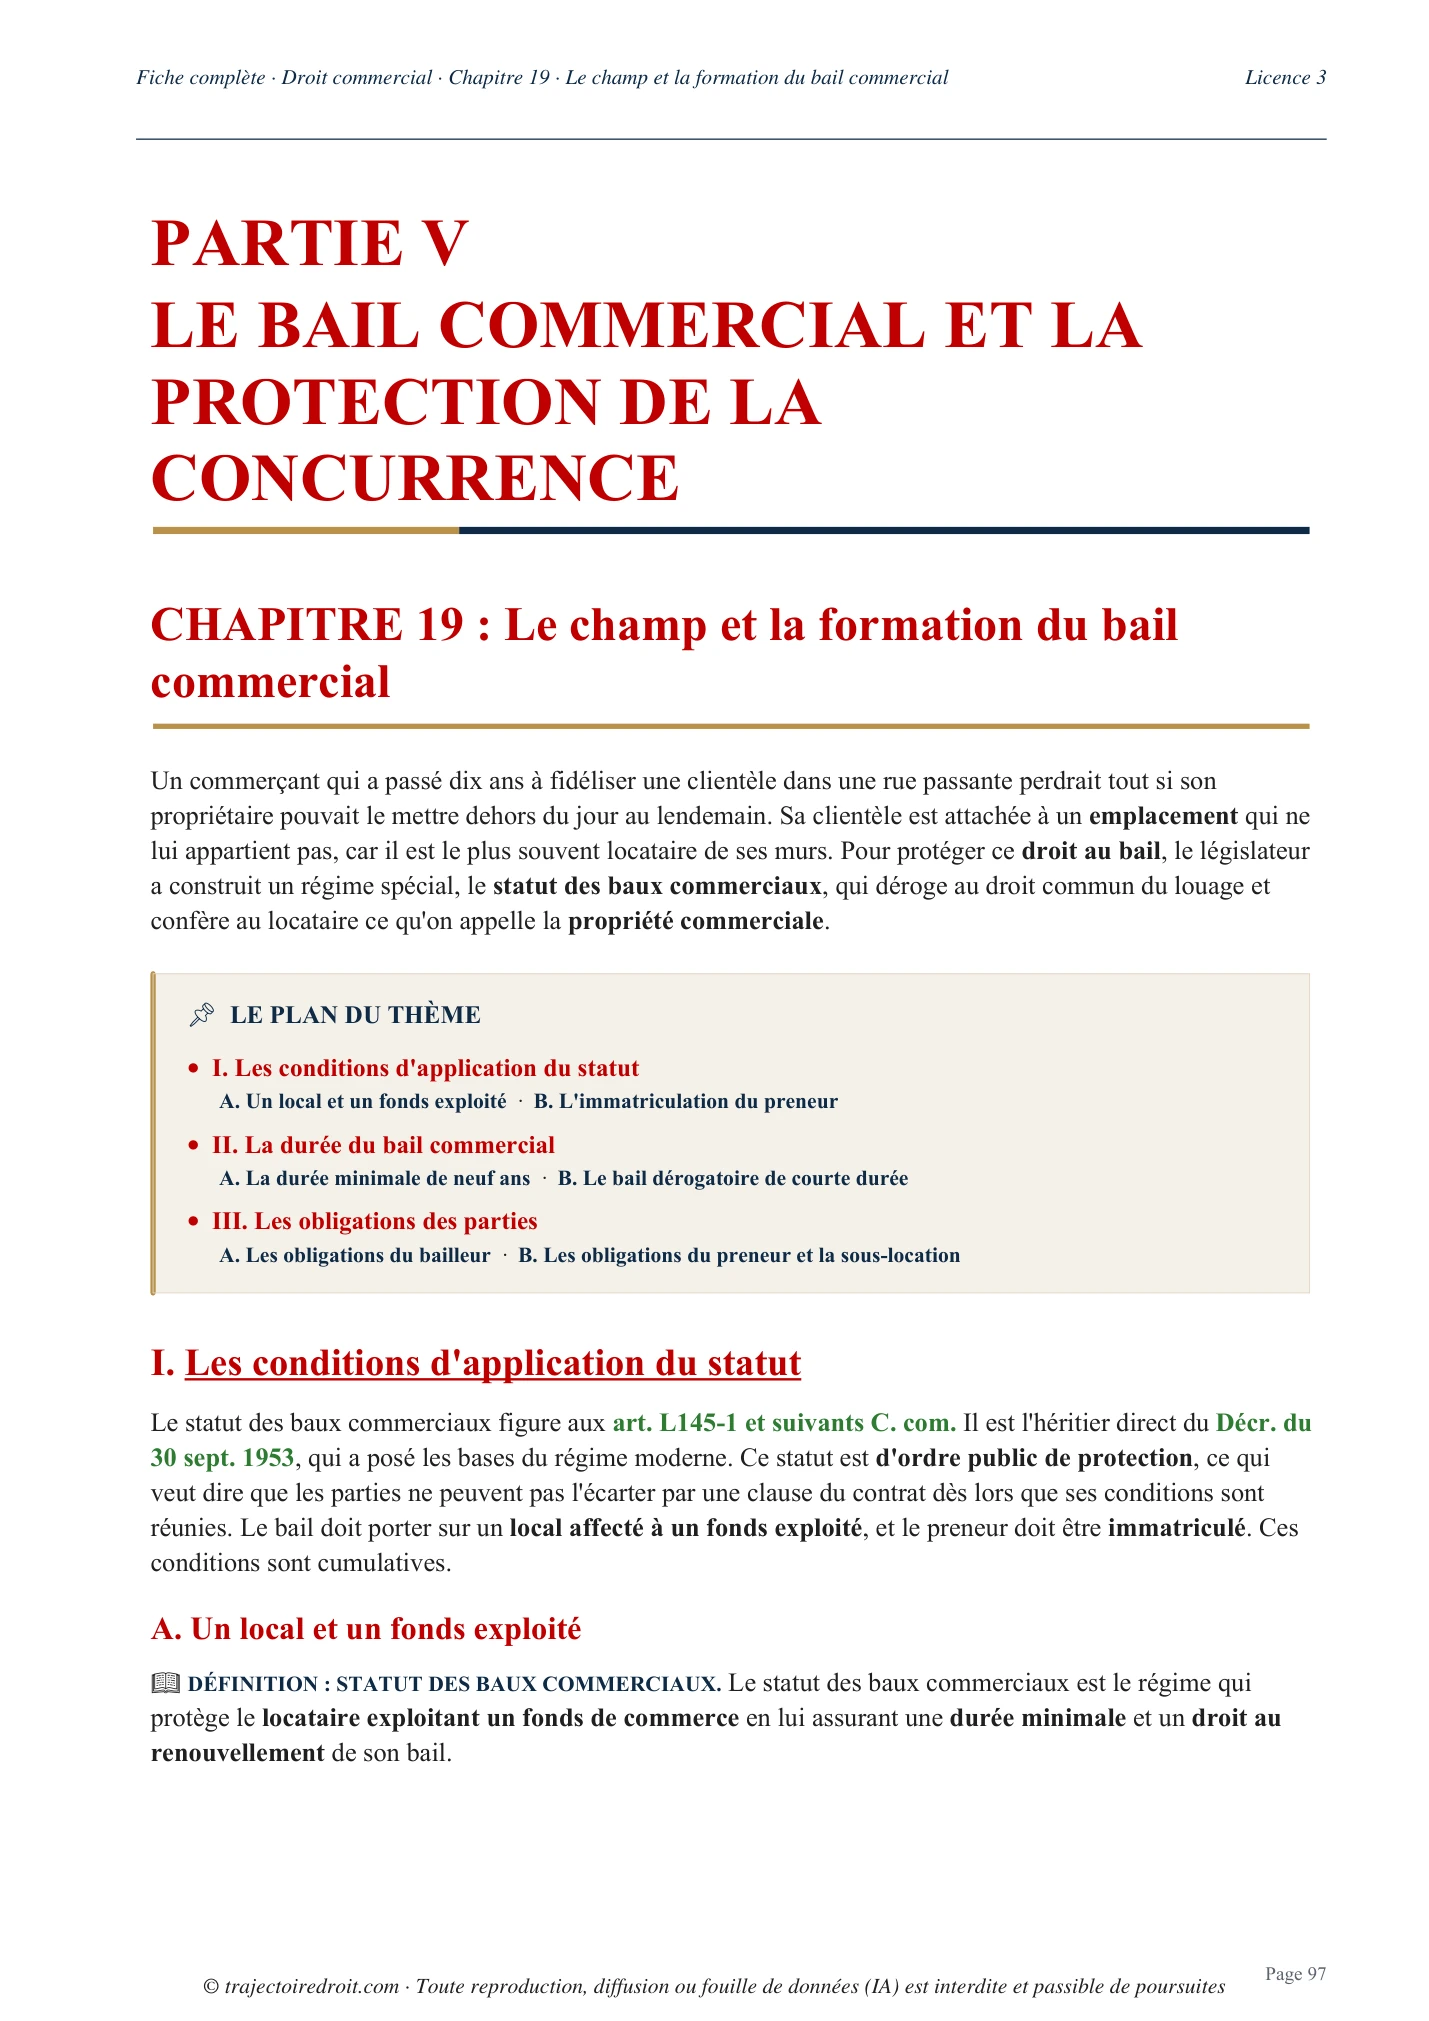 Fiche complète · Droit commercial · Chapitre 19 · Le champ et la formation du bail commercial
Licence 3
PARTIE V
LE BAIL COMMERCIAL ET LA
PROTECTION DE LA
CONCURRENCE
CHAPITRE 19 : Le champ et la formation du bail
commercial
Un commerçant qui a passé dix ans à fidéliser une clientèle dans une rue passante perdrait tout si son
propriétaire pouvait le mettre dehors du jour au lendemain. Sa clientèle est attachée à un emplacement qui ne
lui appartient pas, car il est le plus souvent locataire de ses murs. Pour protéger ce droit au bail, le législateur
a construit un régime spécial, le statut des baux commerciaux, qui déroge au droit commun du louage et
confère au locataire ce qu'on appelle la propriété commerciale.
LE PLAN DU THÈME
• I. Les conditions d'application du statut
A. Un local et un fonds exploité · B. L'immatriculation du preneur
• II. La durée du bail commercial
A. La durée minimale de neuf ans · B. Le bail dérogatoire de courte durée
• III. Les obligations des parties
A. Les obligations du bailleur · B. Les obligations du preneur et la sous-location
I. Les conditions d'application du statut
Le statut des baux commerciaux figure aux art. L145-1 et suivants C. com. Il est l'héritier direct du Décr. du
30 sept. 1953, qui a posé les bases du régime moderne. Ce statut est d'ordre public de protection, ce qui
veut dire que les parties ne peuvent pas l'écarter par une clause du contrat dès lors que ses conditions sont
réunies. Le bail doit porter sur un local affecté à un fonds exploité, et le preneur doit être immatriculé. Ces
conditions sont cumulatives.
A. Un local et un fonds exploité
DÉFINITION : STATUT DES BAUX COMMERCIAUX. Le statut des baux commerciaux est le régime qui
protège le locataire exploitant un fonds de commerce en lui assurant une durée minimale et un droit au
renouvellement de son bail.
© trajectoiredroit.com · Toute reproduction, diffusion ou fouille de données (IA) est interdite et passible de poursuites
Page 97